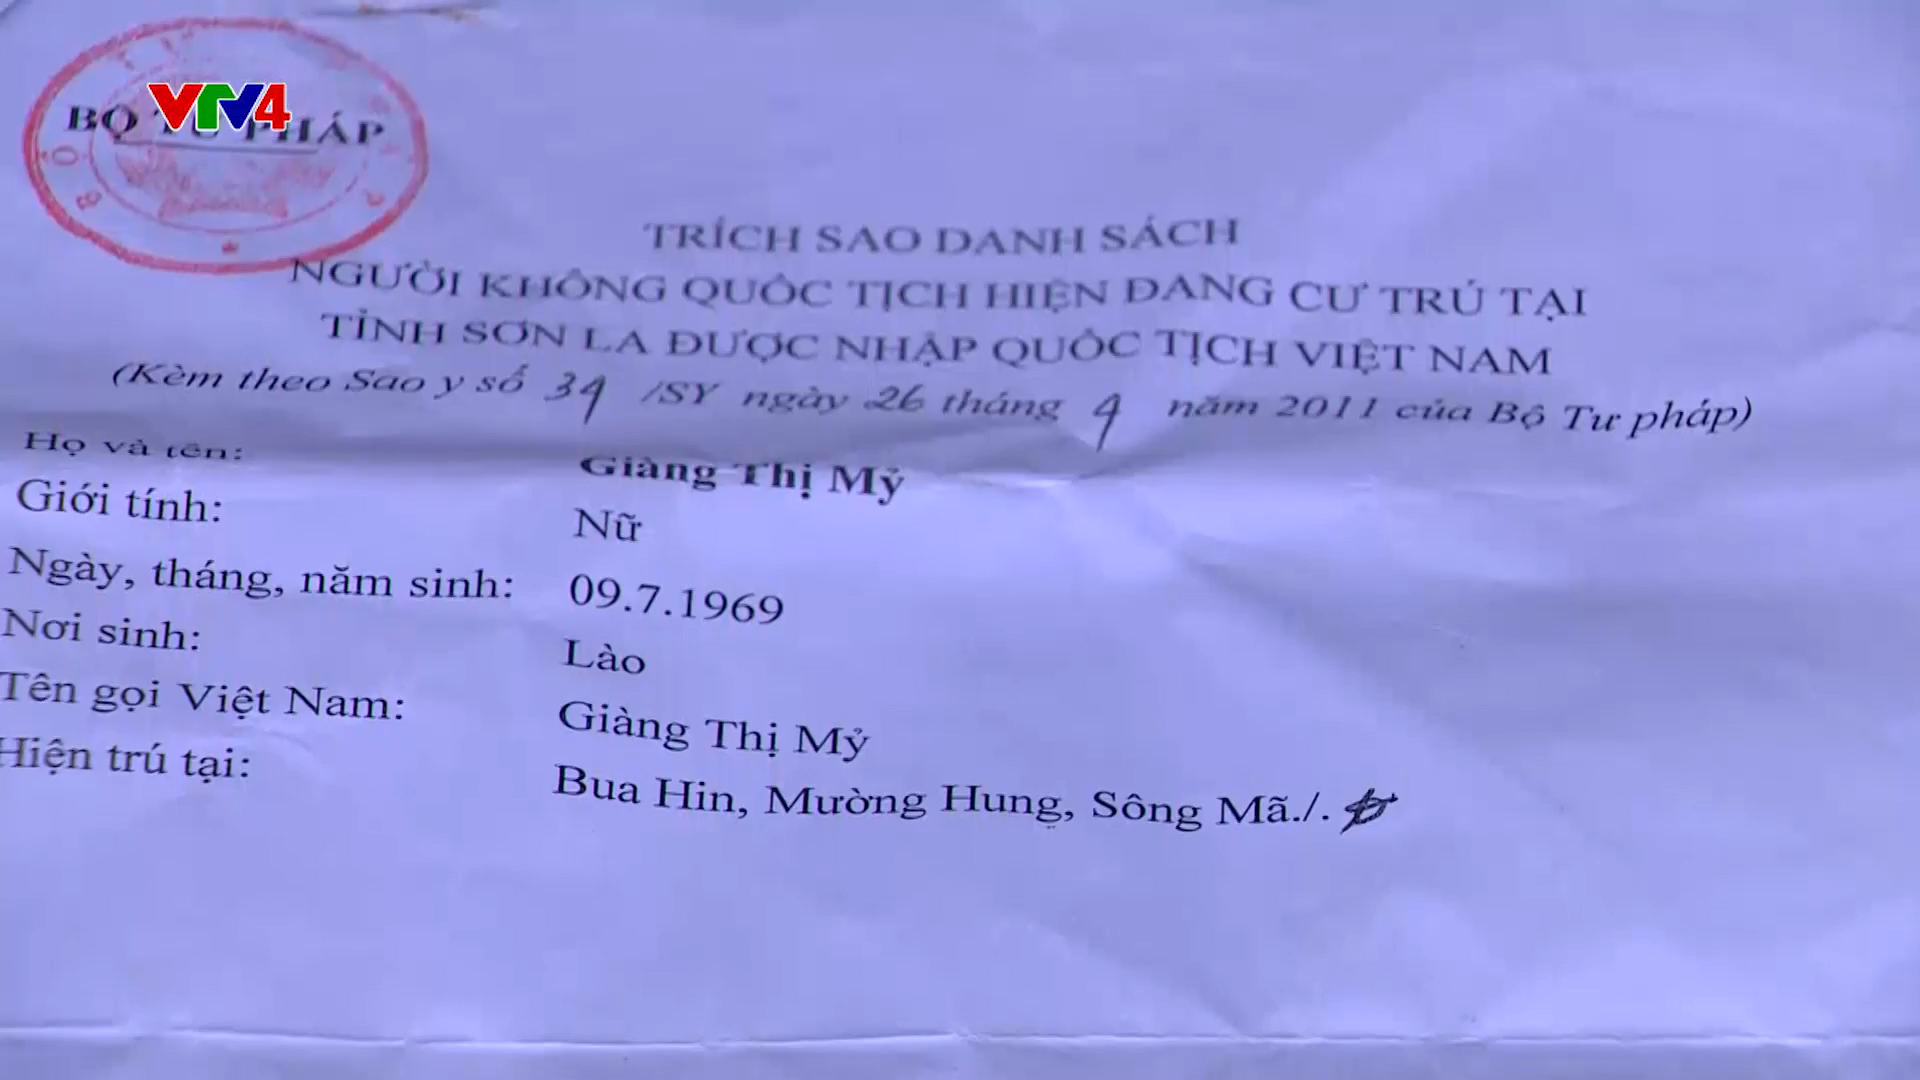 VTV4
BỘ TƯ PHÁP
TRÍCH SAO DANH SÁCH
NGƯỜI KHÔNG QUỐC TỊCH HIỆN ĐANG CƯ TRÚ TẠI
TỈNH SƠN LA ĐƯỢC NHẬP QUỐC TỊCH VIỆT NAM
(Kèm theo Sao y số 39 /SY ngày 26 tháng 9 năm 2011 của Bộ Tư pháp)
Họ và tên: Giàng Thị Mỷ
Giới tính: Nữ
Ngày, tháng, năm sinh: 09.7.1969
Nơi sinh: Lào
Tên gọi Việt Nam: Giàng Thị Mỷ
Hiện trú tại: Bua Hin, Mường Hung, Sông Mã./.